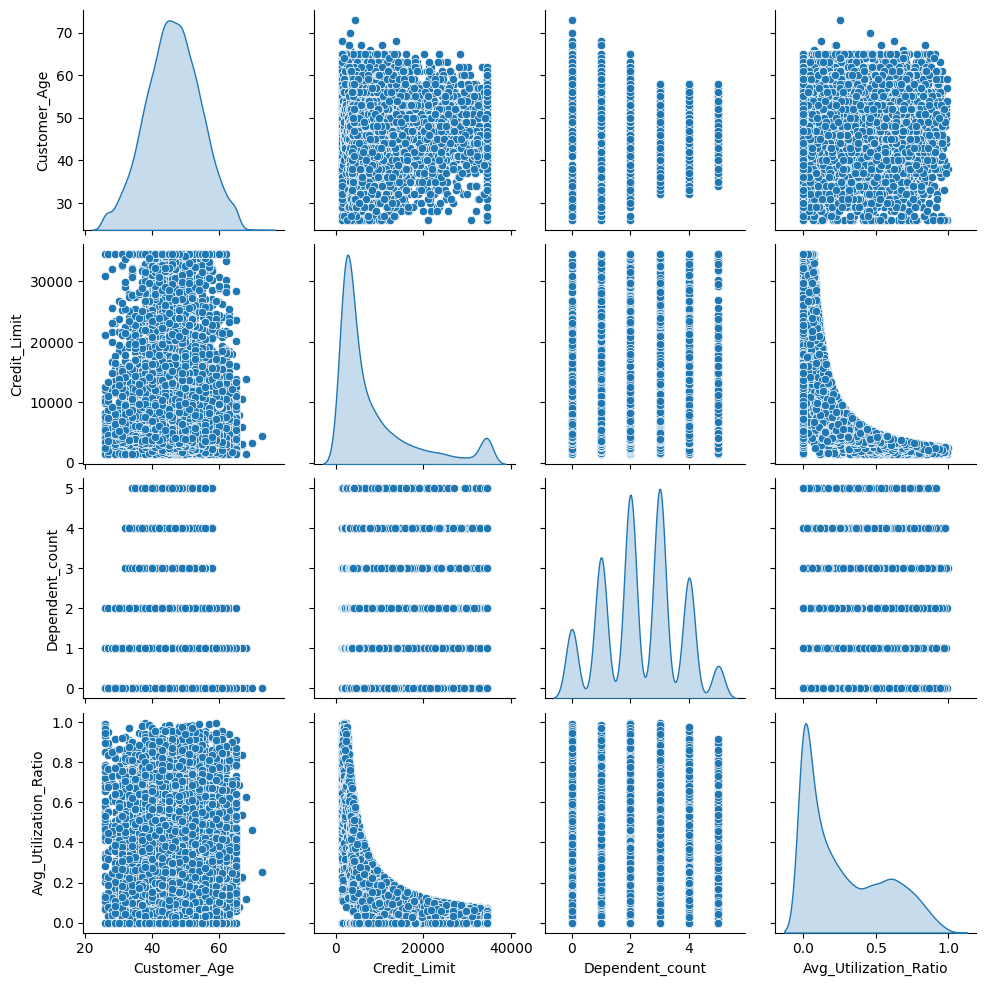 70
60
50
40
30
Customer_Age
30000
20000
10000
0
Credit_Limit
5
4
3
2
1
0
Dependent_count
1.0
0.8
0.6
0.4
0.2
0.0
Avg_Utilization_Ratio
20 40 60
0 20000 40000
0 2 4
0.0 0.5 1.0
Customer_Age
Credit_Limit
Dependent_count
Avg_Utilization_Ratio